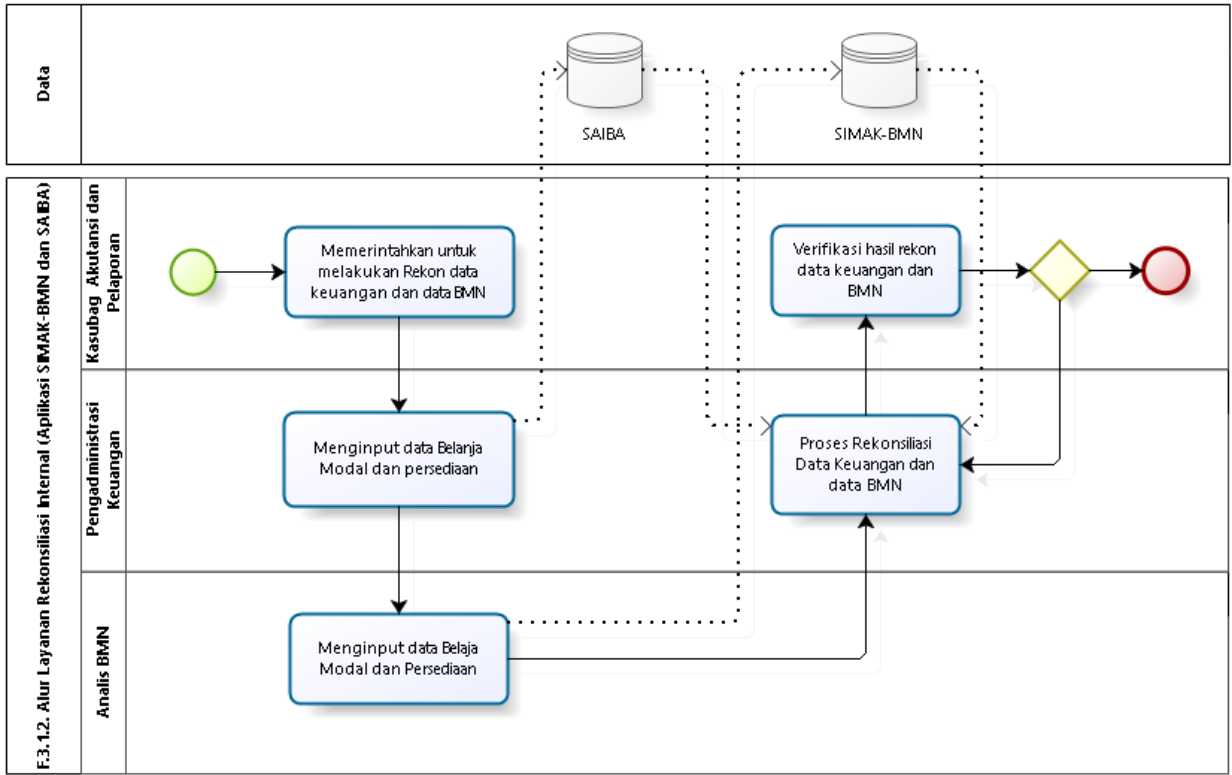 Data
SAIBA
SIMAK-BMN
F.3.1.2. Alur Layanan Rekonsiliasi Internal (Aplikasi SIMAK-BMN dan SAIBA)
Kasubag Akutansi dan
Pelaporan
Memerintahkan untuk
melakukan Rekon data
keuangan dan data BMN
Verifikasi hasil rekon
data keuangan dan
BMN
Pengadministrasi
Keuangan
Menginput data Belanja
Modal dan persediaan
Proses Rekonsiliasi
Data Keuangan dan
data BMN
Analis BMN
Menginput data Belaja
Modal dan Persediaan